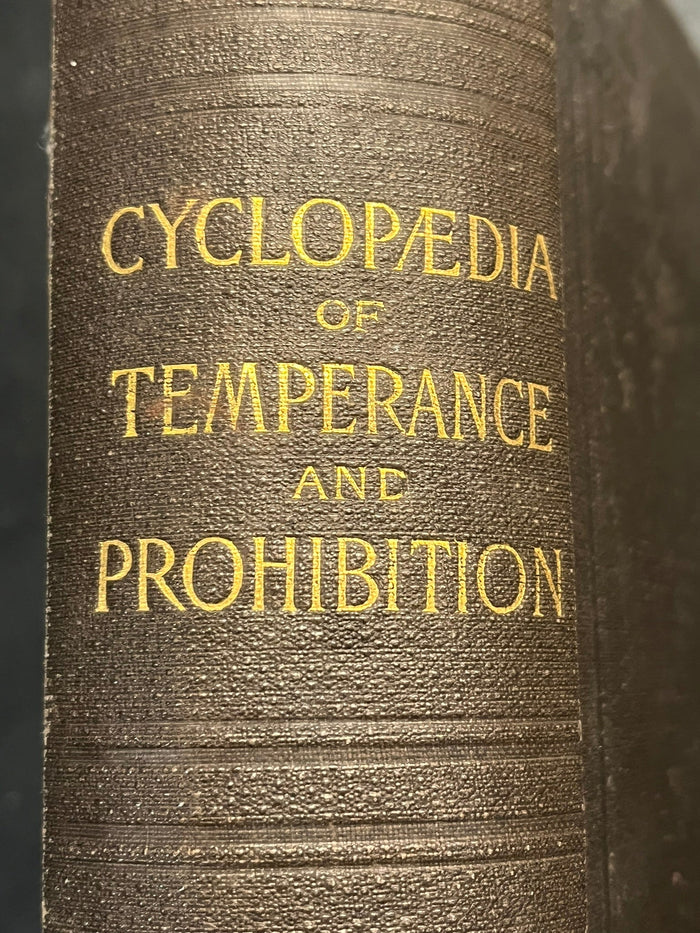 CYCLOPÆDIA
OF
TEMPERANCE
AND
PROHIBITION